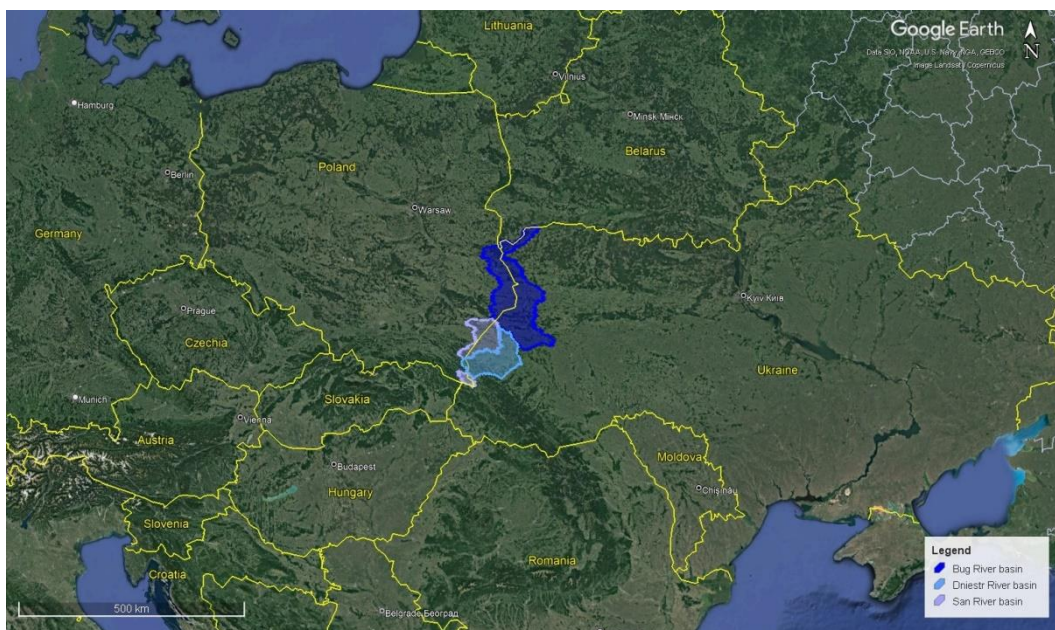 Lithuania
Google Earth
Data SIO, NOAA, U.S. Navy, NGA, GEBCO
Image Landsat / Copernicus
N
Vilnius
Hamburg
Minsk Мінск
Belarus
Poland
Berlin
Warsaw
Germany
Kyiv Київ
Prague
Czechia
Ukraine
Slovakia
Munich
Vienna
Austria
Moldova
Budapest
Hungary
Chișinău
Slovenia
Romania
Croatia
Legend
Bug River basin
Dniestr River basin
San River basin
500 km
Belgrade Београд